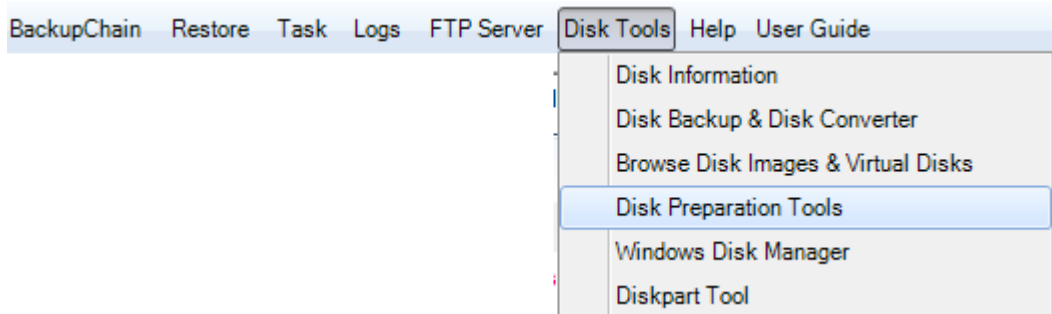 BackupChain Restore Task Logs FTP Server Disk Tools Help User Guide
Disk Information
Disk Backup & Disk Converter
Browse Disk Images & Virtual Disks
Disk Preparation Tools
Windows Disk Manager
Diskpart Tool